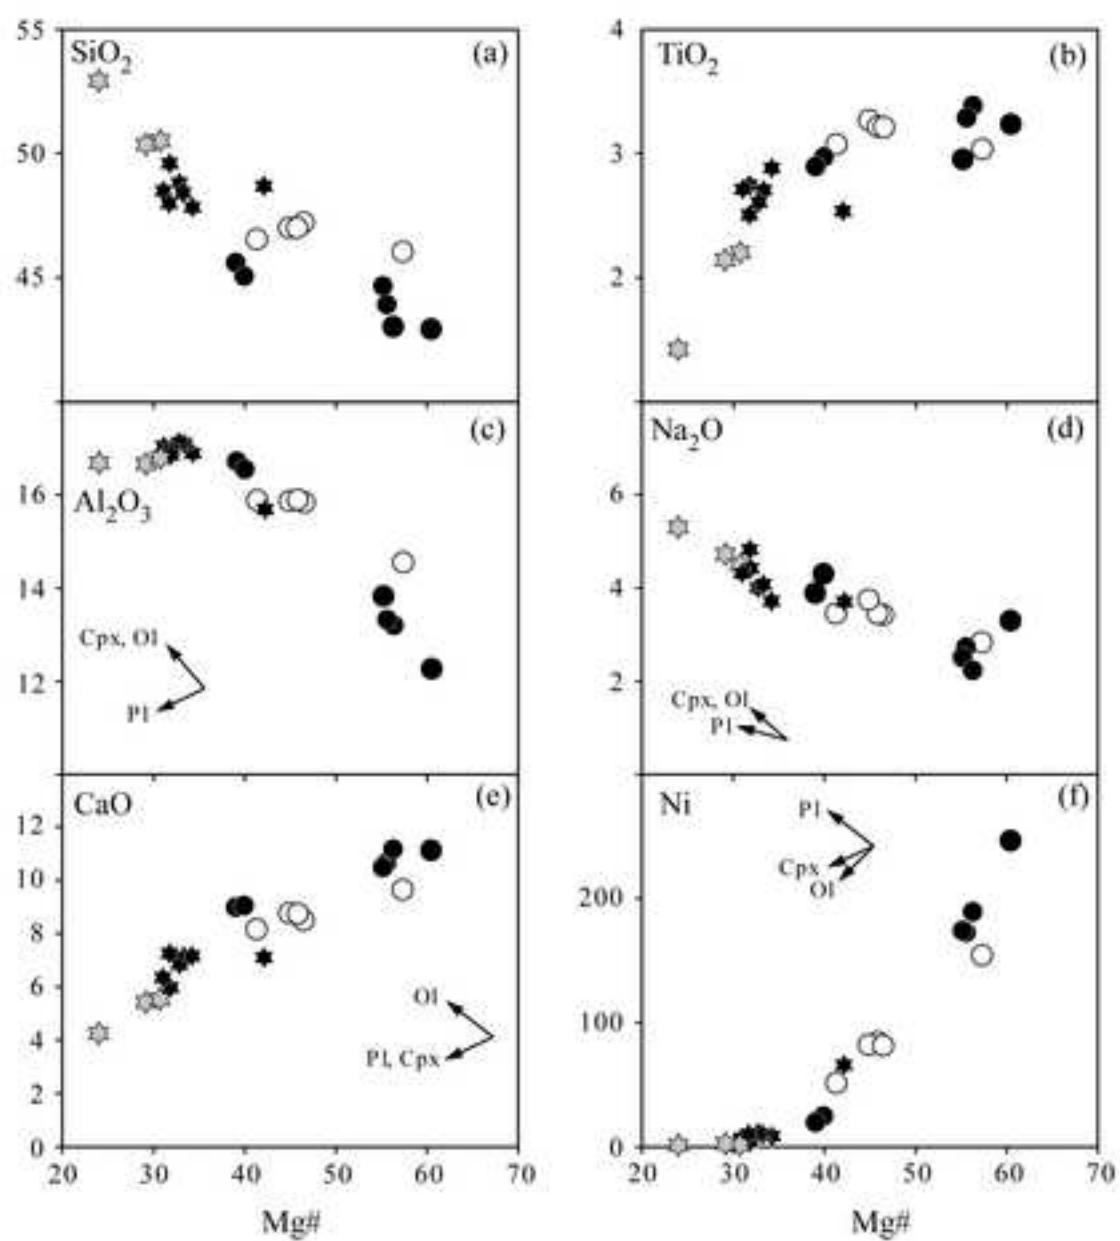 55
50
45
SiO2
(a)
4
3
2
TiO2
(b)
16
14
12
Al2O3
(c)
Cpx, Ol
Pl
6
4
2
Na2O
(d)
Cpx, Ol
Pl
12
10
8
6
4
2
0
CaO
(e)
Ol
Pl, Cpx
20 30 40 50 60 70
Mg#
200
100
0
Ni
(f)
Pl
Cpx
Ol
20 30 40 50 60 70
Mg#